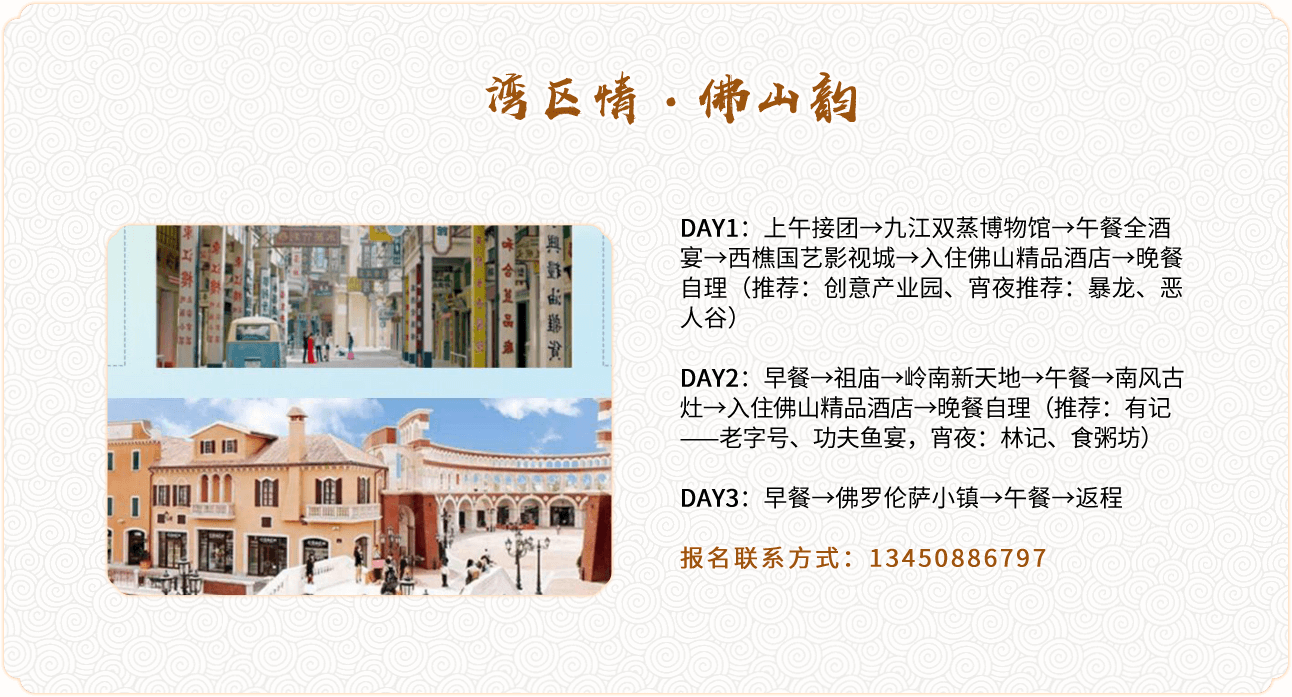 湾区情·佛山韵
DAY1：上午接团→九江双蒸博物馆→午餐全酒
宴→西樵国艺影视城→入住佛山精品酒店→晚餐
自理（推荐：创意产业园、宵夜推荐：暴龙、恶
人谷）
DAY2：早餐→祖庙→岭南新天地→午餐→南风古
灶→入住佛山精品酒店→晚餐自理（推荐：有记
——老字号、功夫鱼宴，宵夜：林记、食粥坊）
DAY3：早餐→佛罗伦萨小镇→午餐→返程
报名联系方式：13450886797